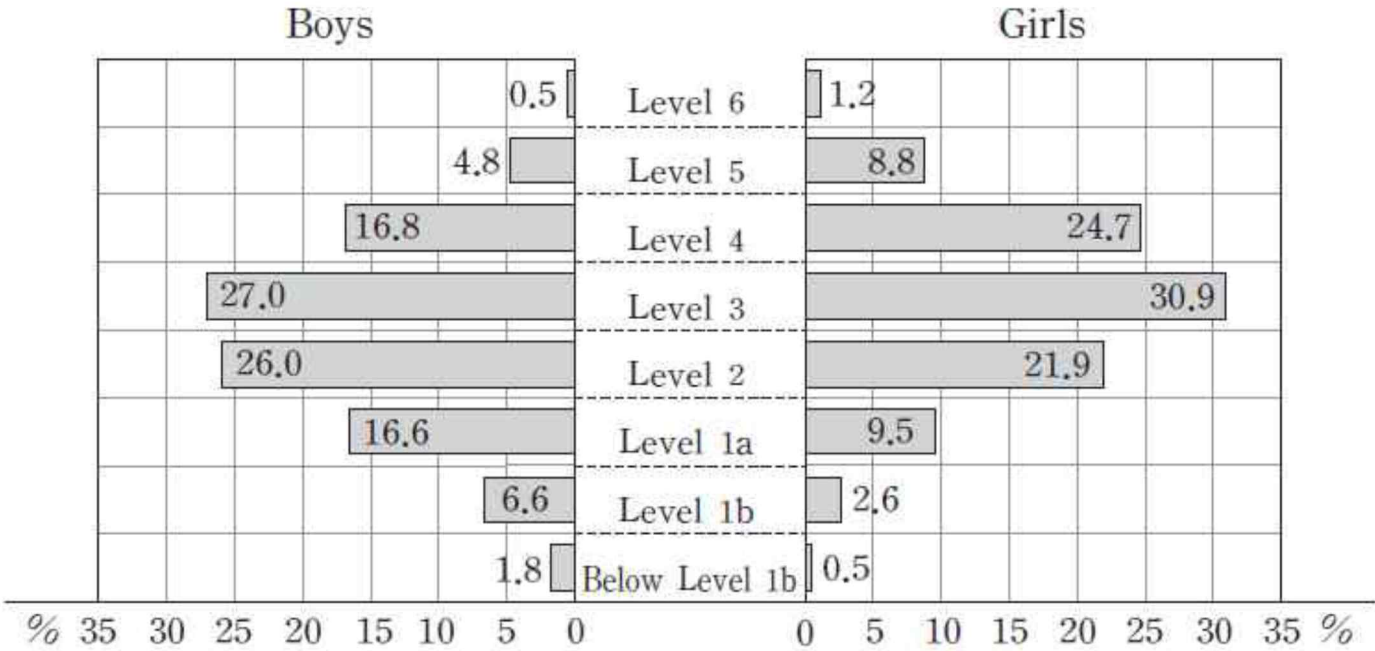 Boys Girls
0.5 Level 6 1.2
4.8 Level 5 8.8
16.8 Level 4 24.7
27.0 Level 3 30.9
26.0 Level 2 21.9
16.6 Level 1a 9.5
6.6 Level 1b 2.6
1.8 Below Level 1b 0.5
% 35 30 25 20 15 10 5 0 0 5 10 15 20 25 30 35 %